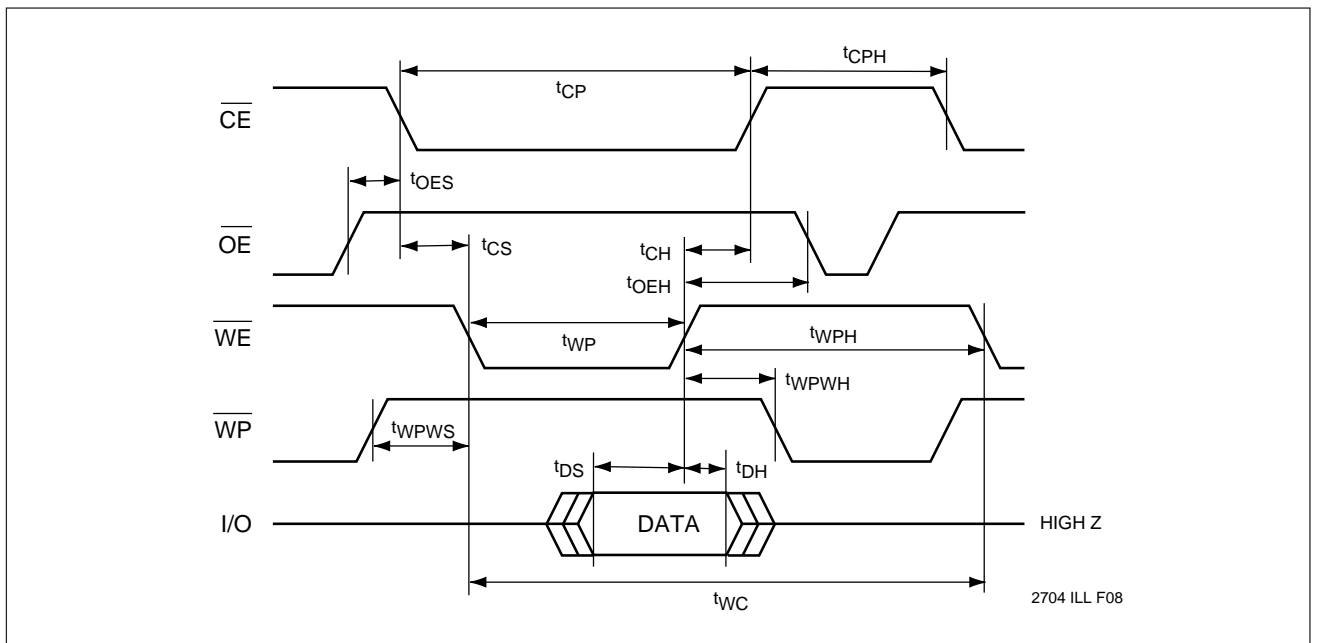 tCPH
tCP
CE
tOES
OE
tCS
tCH
tOEH
WE
tWP
tWPH
tWPWH
WP
tWPWS
tDS
tDH
I/O
DATA
HIGH Z
tWC
2704 ILL F08